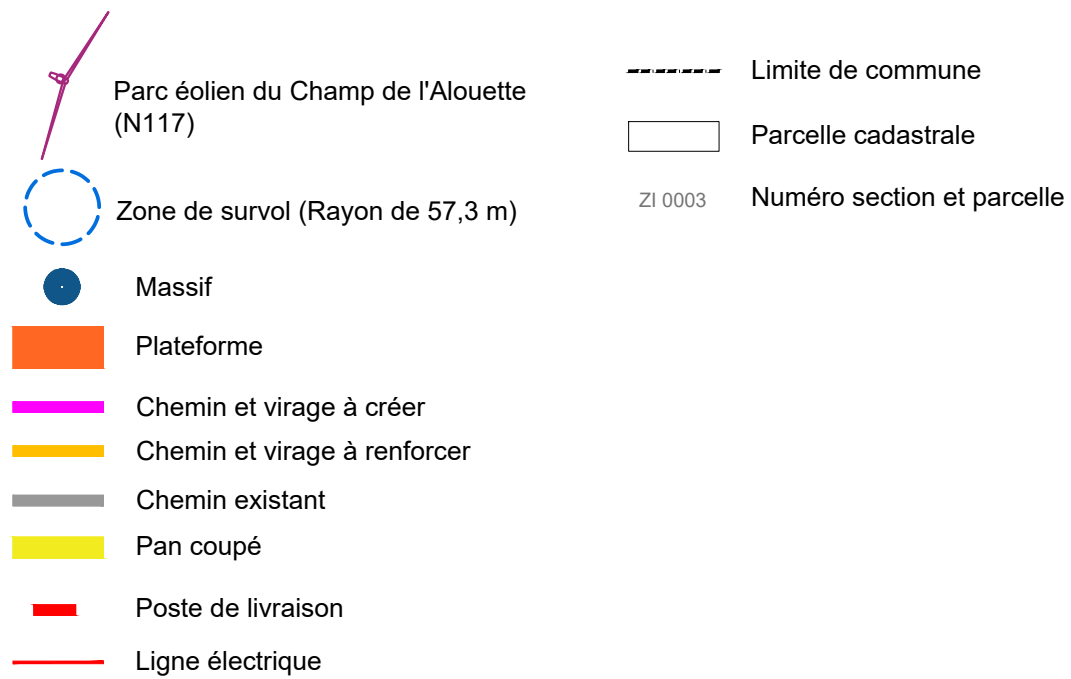 Parc éolien du Champ de l'Alouette
(N117)
Zone de survol (Rayon de 57,3 m)
Massif
Plateforme
Chemin et virage à créer
Chemin et virage à renforcer
Chemin existant
Pan coupé
Poste de livraison
Ligne électrique
Limite de commune
Parcelle cadastrale
ZI 0003 Numéro section et parcelle